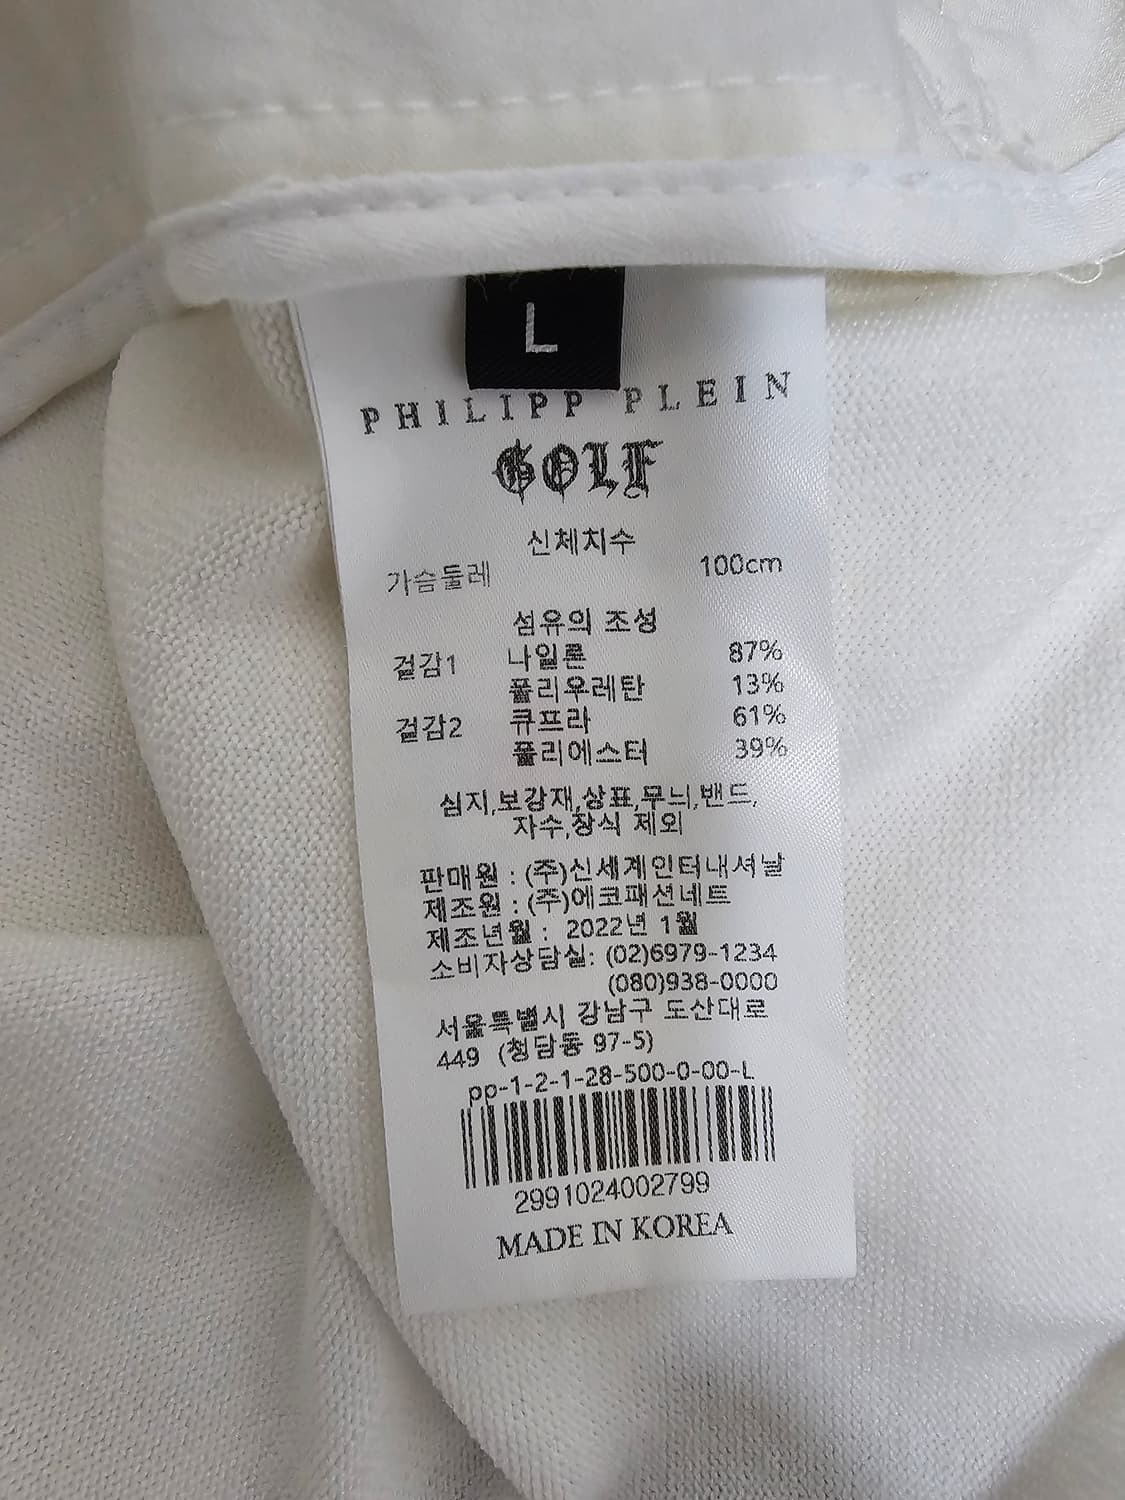 L
PHILIPP PLEIN
GOLF
신체치수
가슴둘레 100cm
섬유의 조성
겉감1 나일론 87%
폴리우레탄 13%
겉감2 큐프라 61%
폴리에스터 39%
심지,보강재,상표,무늬,밴드,
자수,장식 제외
판매원 : (주)신세계인터내셔날
제조원 : (주)에코패션네트
제조년월 : 2022년 1월
소비자상담실: (02)6979-1234
(080)938-0000
서울특별시 강남구 도산대로
449 (청담동 97-5)
pp-1-2-1-28-500-0-00-L
2991024002799
MADE IN KOREA